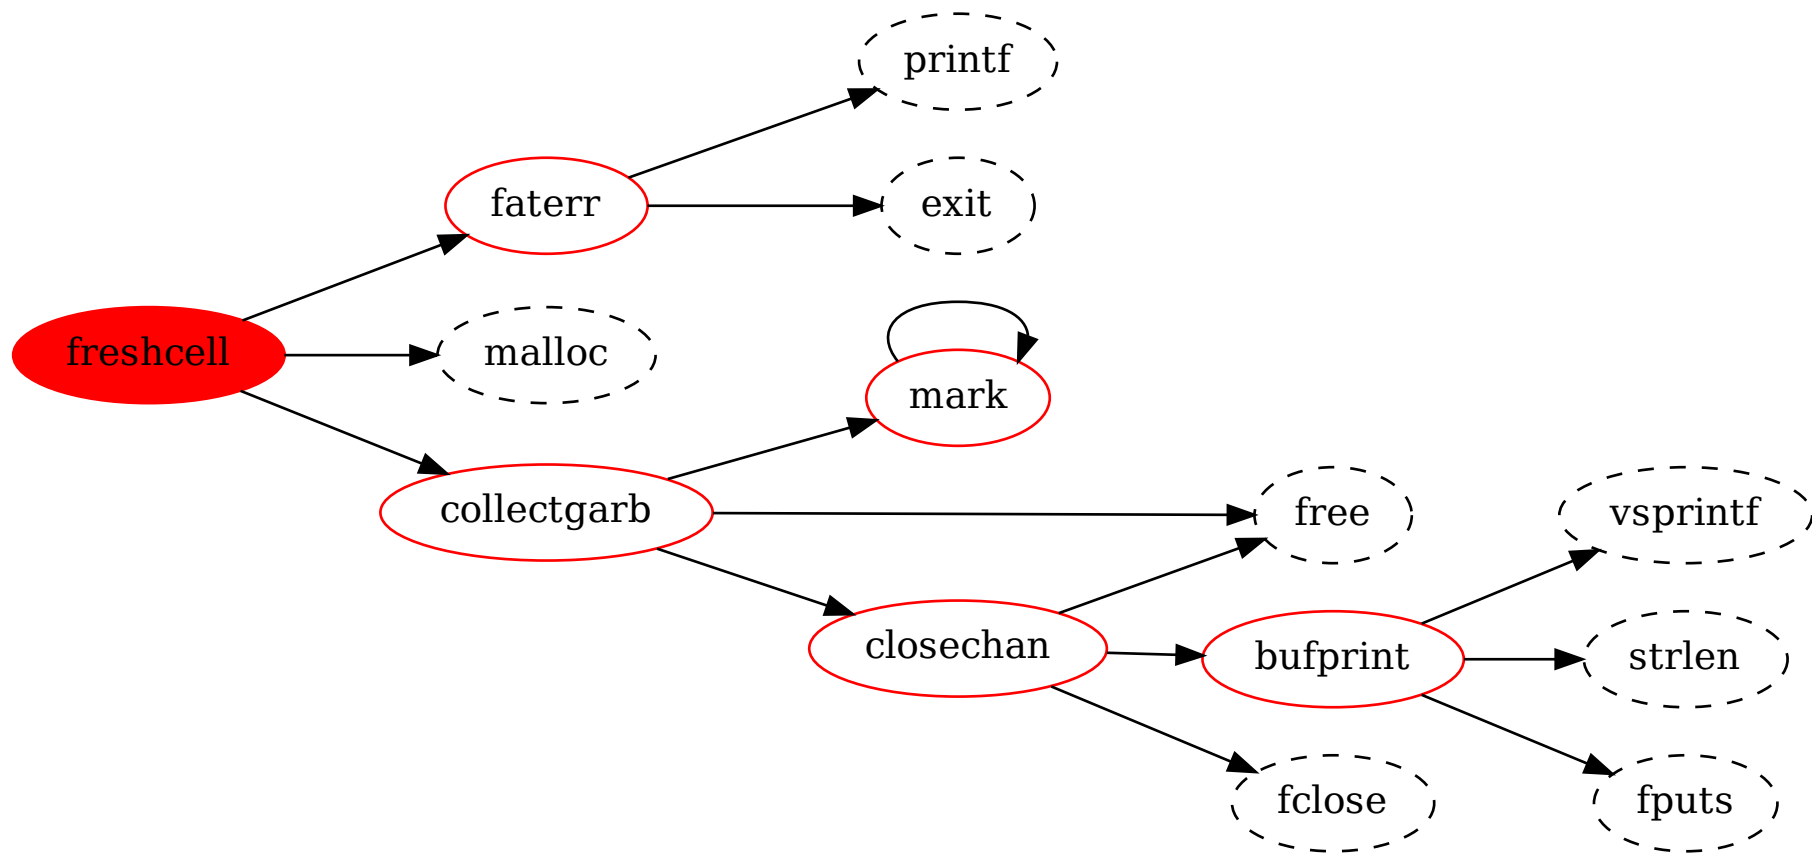 printf
faterr
exit
freshcell
malloc
mark
collectgarb
free
vsprintf
closechan
bufprint
strlen
fclose
fputs